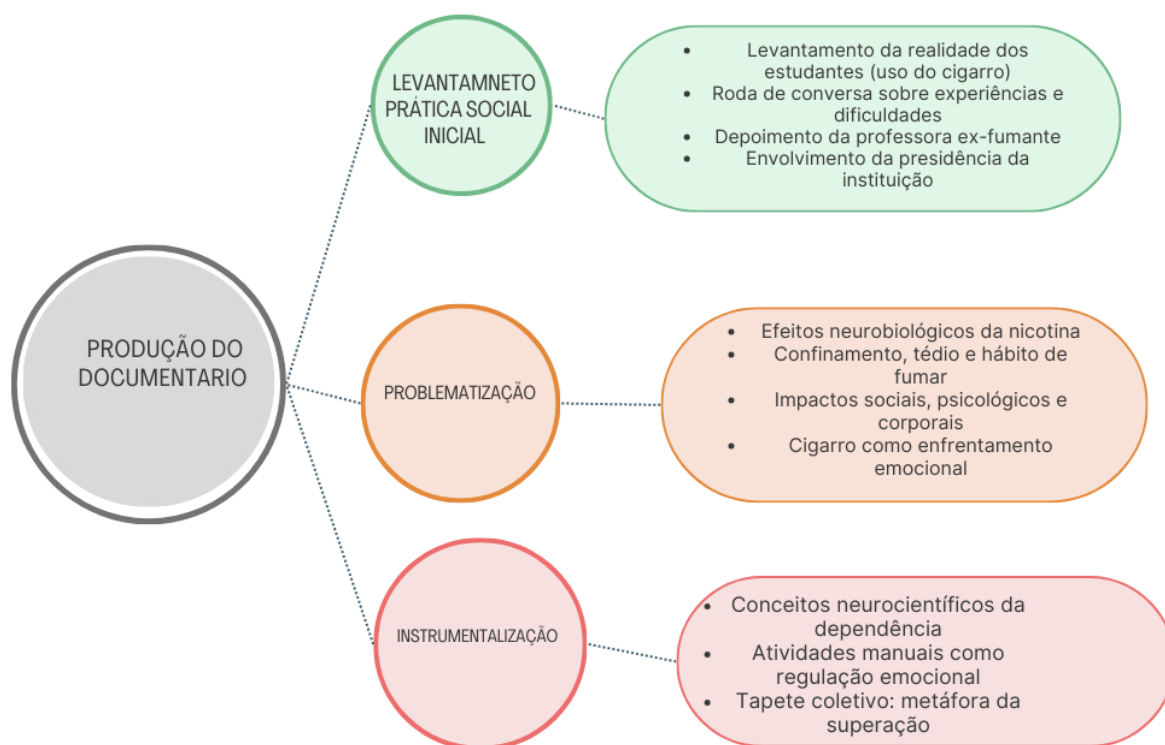 PRODUÇÃO DO
DOCUMENTARIO
LEVANTAMNETO
PRÁTICA SOCIAL
INICIAL
• Levantamento da realidade dos
estudantes (uso do cigarro)
• Roda de conversa sobre experiências e
dificuldades
• Depoimento da professora ex-fumante
• Envolvimento da presidência da
instituição
PROBLEMATIZAÇÃO
• Efeitos neurobiológicos da nicotina
• Confinamento, tédio e hábito de
fumar
• Impactos sociais, psicológicos e
corporais
• Cigarro como enfrentamento
emocional
INSTRUMENTALIZAÇÃO
• Conceitos neurocientíficos da
dependência
• Atividades manuais como
regulação emocional
• Tapete coletivo: metáfora da
superação